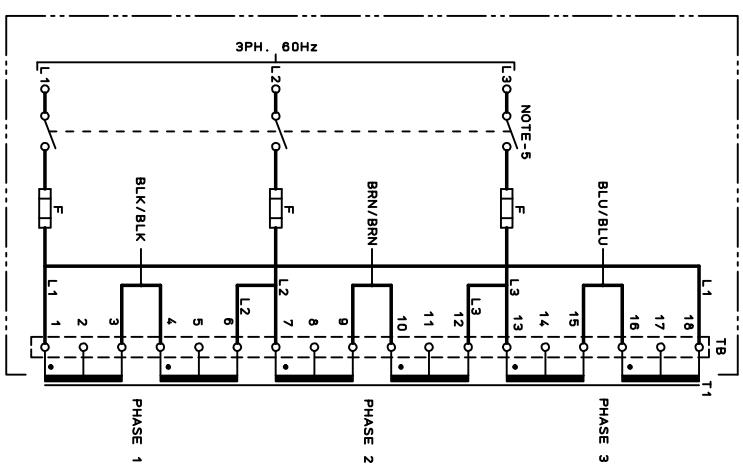 3PH. 60Hz
L1
L2
L3
NOTE-5
F
F
F
BLK/BLK
BRN/BRN
BLU/BLU
L1
L2
L2
L3
L3
L1
1
2
3
4
5
6
7
8
9
10
11
12
13
14
15
16
17
18
TB
T1
PHASE 1
PHASE 2
PHASE 3